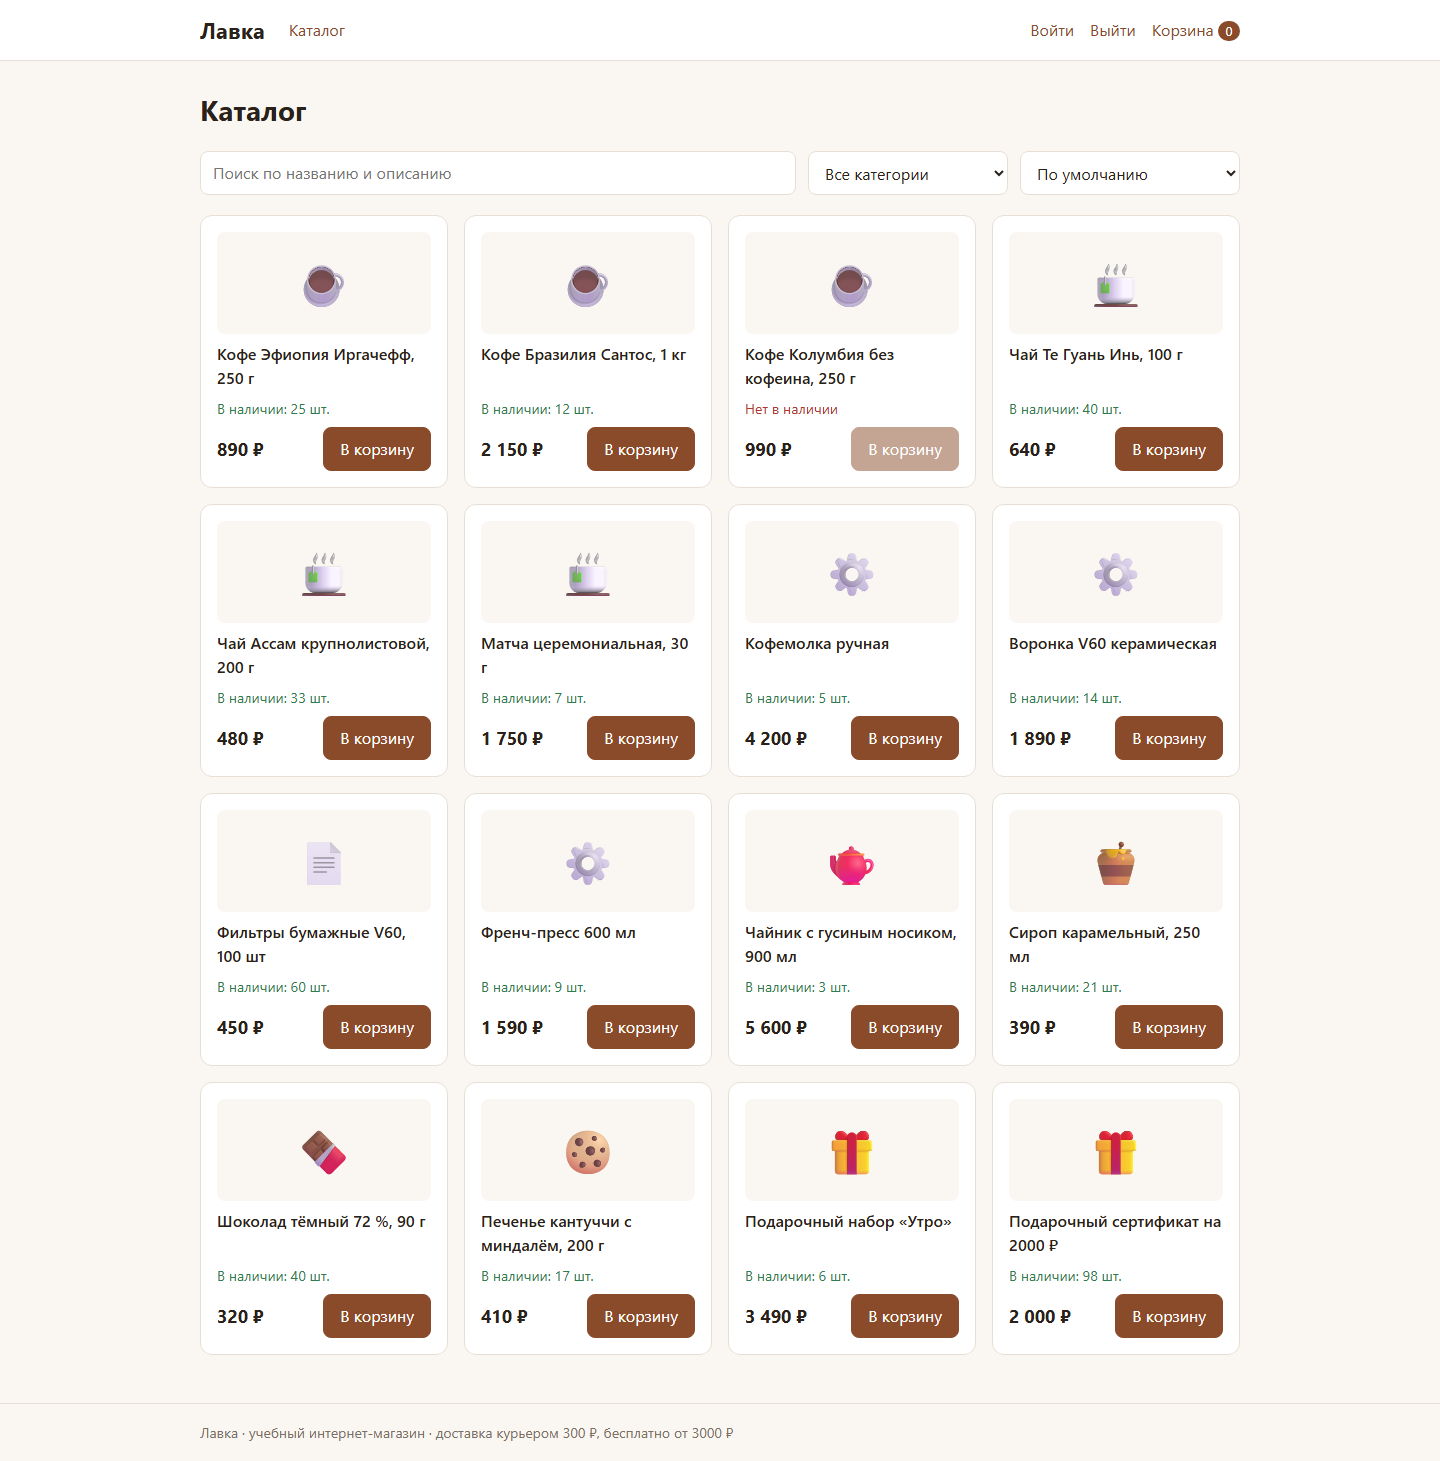 Лавка
Каталог
Войти
Выйти
Корзина 0
Каталог
Поиск по названию и описанию
Все категории
По умолчанию
Кофе Эфиопия Иргачефф,
250 г
В наличии: 25 шт.
890 ₽
В корзину
Кофе Бразилия Сантос, 1 кг
В наличии: 12 шт.
2 150 ₽
В корзину
Кофе Колумбия без
кофеина, 250 г
Нет в наличии
990 ₽
В корзину
Чай Те Гуань Инь, 100 г
В наличии: 40 шт.
640 ₽
В корзину
Чай Ассам крупнолистовой,
200 г
В наличии: 33 шт.
480 ₽
В корзину
Матча церемониальная, 30
г
В наличии: 7 шт.
1 750 ₽
В корзину
Кофемолка ручная
В наличии: 5 шт.
4 200 ₽
В корзину
Воронка V60 керамическая
В наличии: 14 шт.
1 890 ₽
В корзину
Фильтры бумажные V60,
100 шт
В наличии: 60 шт.
450 ₽
В корзину
Френч-пресс 600 мл
В наличии: 9 шт.
1 590 ₽
В корзину
Чайник с гусиным носиком,
900 мл
В наличии: 3 шт.
5 600 ₽
В корзину
Сироп карамельный, 250
мл
В наличии: 21 шт.
390 ₽
В корзину
Шоколад тёмный 72 %, 90 г
В наличии: 40 шт.
320 ₽
В корзину
Печенье кантуччи с
миндалём, 200 г
В наличии: 17 шт.
410 ₽
В корзину
Подарочный набор «Утро»
В наличии: 6 шт.
3 490 ₽
В корзину
Подарочный сертификат на
2000 ₽
В наличии: 98 шт.
2 000 ₽
В корзину
Лавка · учебный интернет-магазин · доставка курьером 300 ₽, бесплатно от 3000 ₽